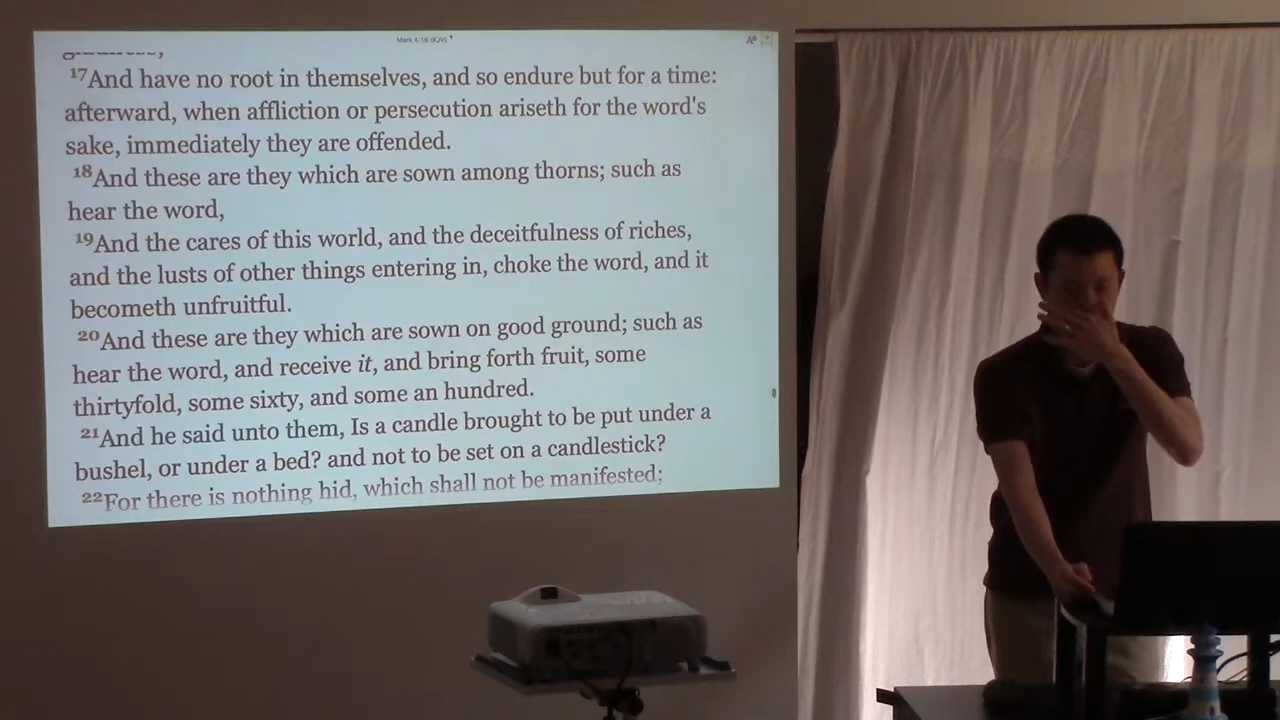 Mark 4:16 (KJV)
gladness;
17And have no root in themselves, and so endure but for a time:
afterward, when affliction or persecution ariseth for the word's
sake, immediately they are offended.
18And these are they which are sown among thorns; such as
hear the word,
19And the cares of this world, and the deceitfulness of riches,
and the lusts of other things entering in, choke the word, and it
becometh unfruitful.
20And these are they which are sown on good ground; such as
hear the word, and receive it, and bring forth fruit, some
thirtyfold, some sixty, and some an hundred.
21And he said unto them, Is a candle brought to be put under a
bushel, or under a bed? and not to be set on a candlestick?
22For there is nothing hid, which shall not be manifested;